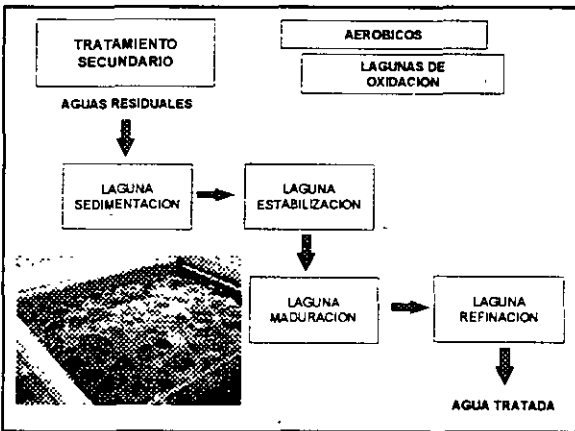 TRATAMIENTO
SECUNDARIO
AEROBICOS
LAGUNAS DE
OXIDACION
AGUAS RESIDUALES
LAGUNA
SEDIMENTACION
LAGUNA
ESTABILIZACION
LAGUNA
MADURACION
LAGUNA
REFINACION
AGUA TRATADA